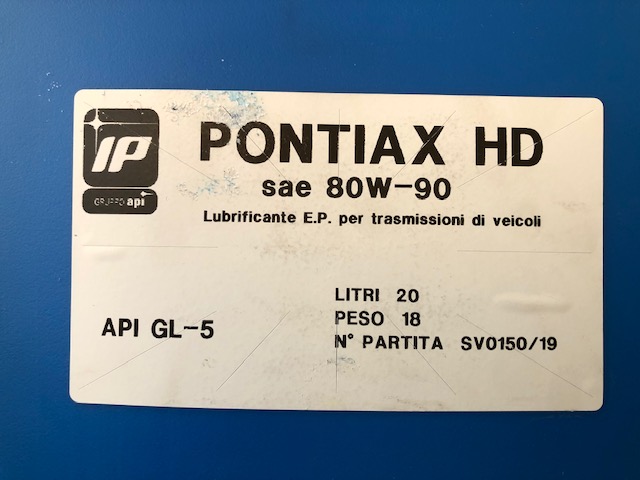 IP
GRUPPO api
PONTIAX HD
sae 80W-90
Lubrificante E.P. per trasmissioni di veicoli
API GL-5
LITRI 20
PESO 18
N° PARTITA SV0150/19